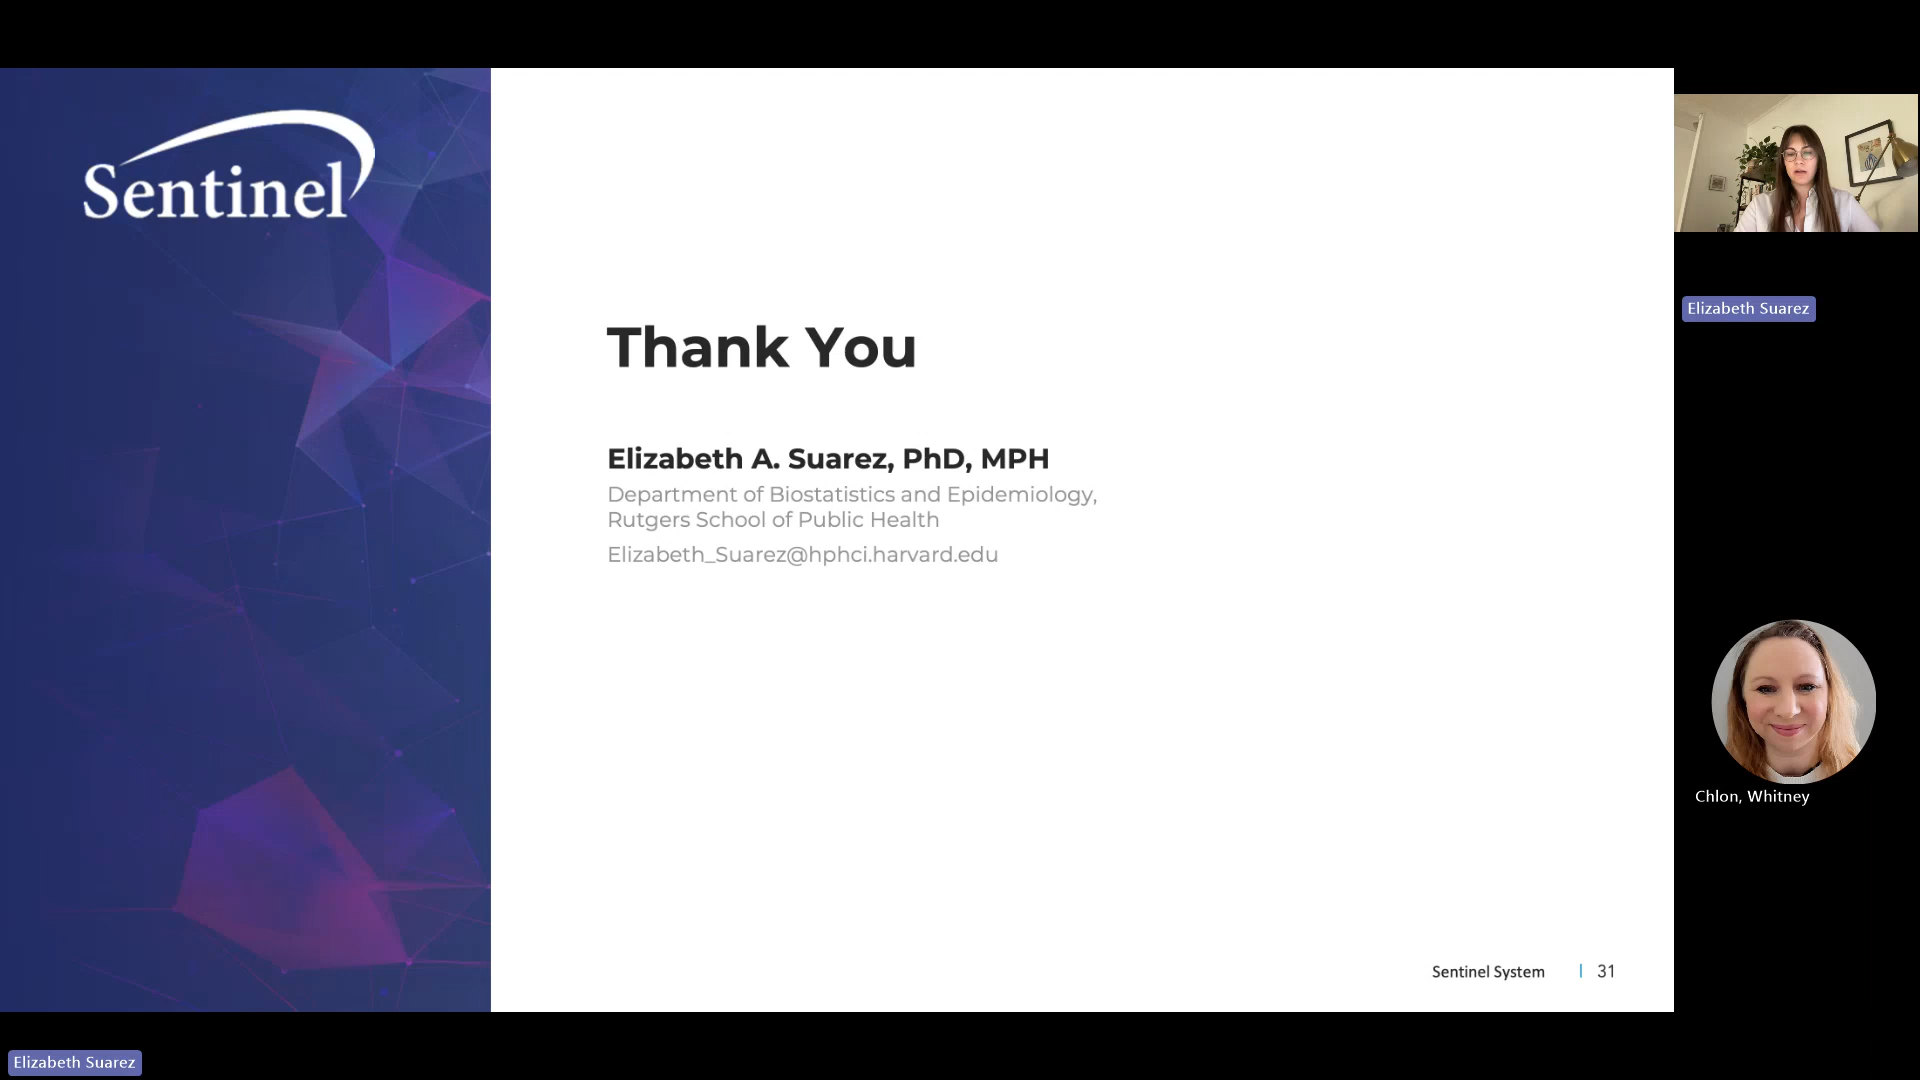 Sentinel
Thank You
Elizabeth A. Suarez, PhD, MPH
Department of Biostatistics and Epidemiology,
Rutgers School of Public Health
Elizabeth_Suarez@hphci.harvard.edu
Sentinel System | 31
Elizabeth Suarez
Chlon, Whitney
Elizabeth Suarez